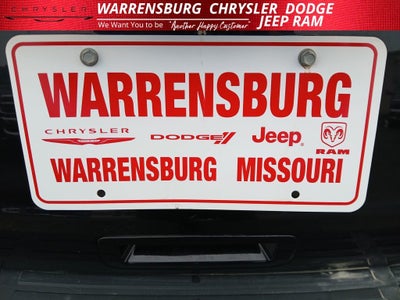 CHRYSLER
WARRENSBURG CHRYSLER DODGE
We Want You to be "Another Happy Customer" JEEP RAM
WARRENSBURG
CHRYSLER DODGE Jeep RAM
WARRENSBURG MISSOURI